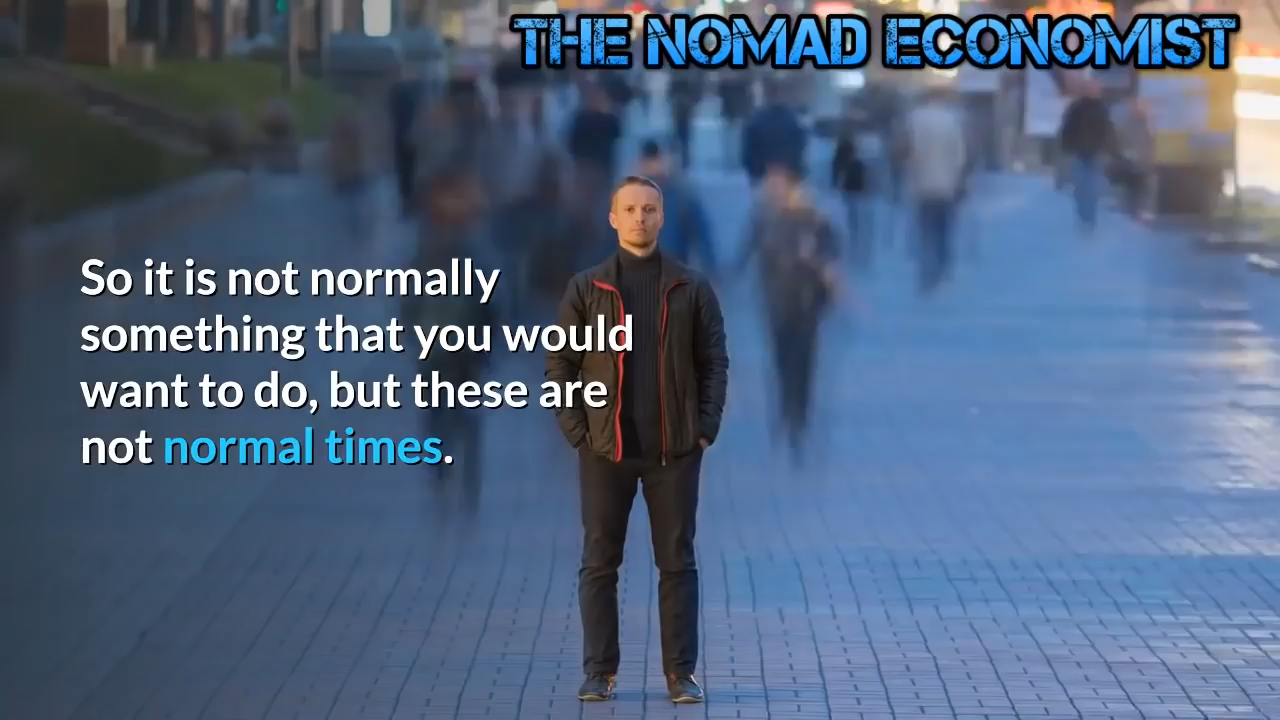 THE NOMAD ECONOMIST
So it is not normally
something that you would
want to do, but these are
not normal times.